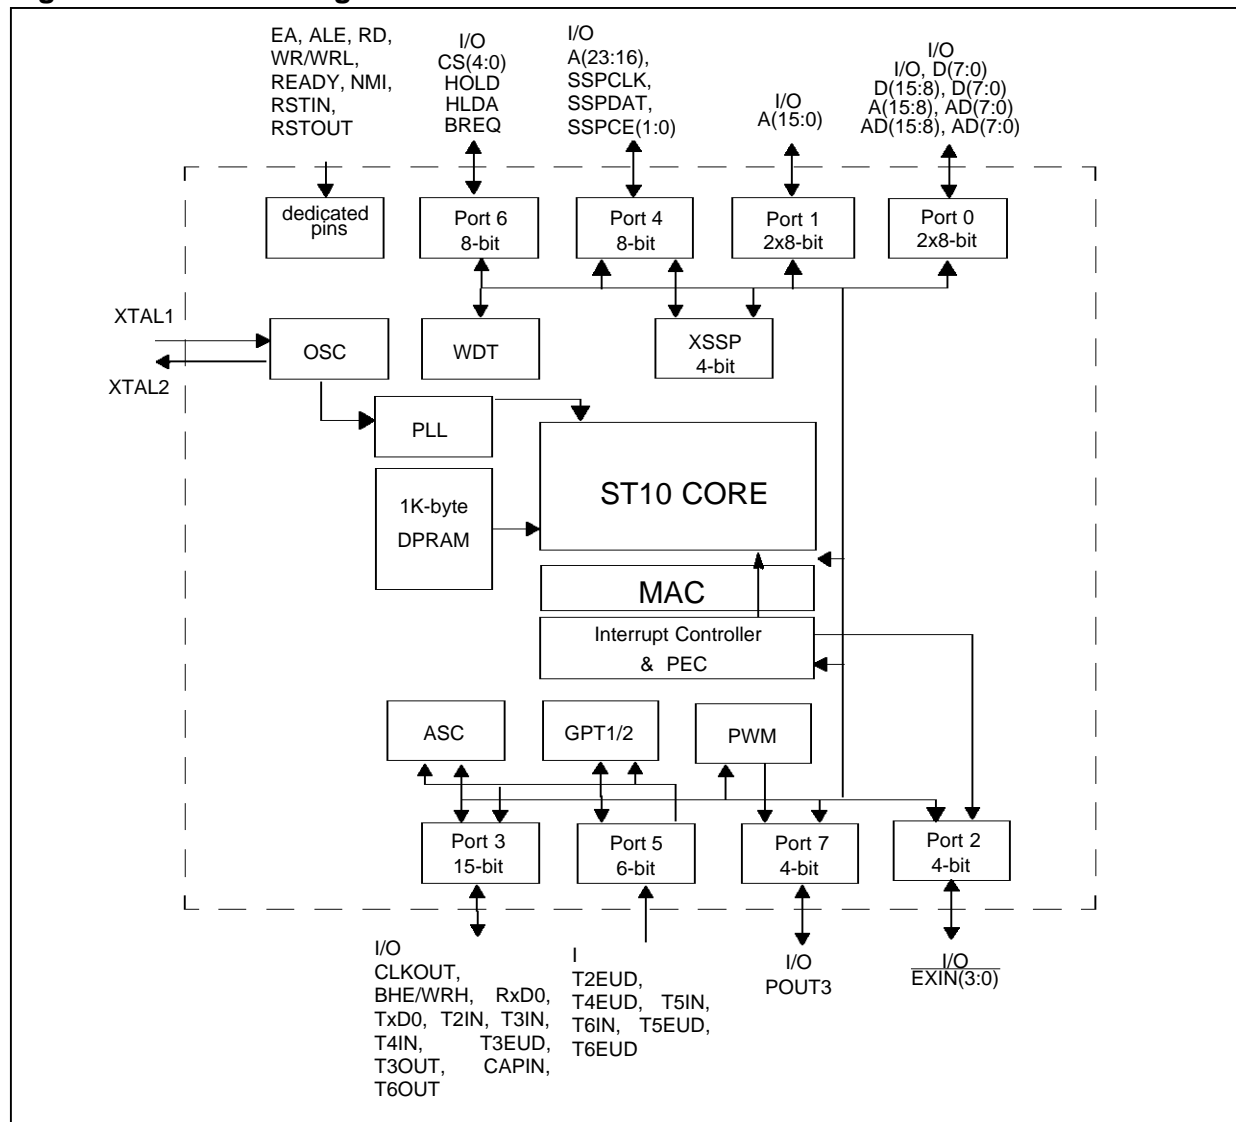 EA, ALE, RD,
WR/WRL,
READY, NMI,
RSTIN,
RSTOUT
I/O
CS(4:0)
HOLD
HLDA
BREQ
I/O
A(23:16),
SSPCLK,
SSPDAT,
SSPCE(1:0)
I/O
A(15:0)
I/O
I/O, D(7:0)
D(15:8), D(7:0)
A(15:8), AD(7:0)
AD(15:8), AD(7:0)
dedicated
pins
Port 6
8-bit
Port 4
8-bit
Port 1
2x8-bit
Port 0
2x8-bit
XTAL1
XTAL2
OSC
WDT
XSSP
4-bit
PLL
1K-byte
DPRAM
ST10 CORE
MAC
Interrupt Controller
& PEC
ASC
GPT1/2
PWM
Port 3
15-bit
Port 5
6-bit
Port 7
4-bit
Port 2
4-bit
I/O
CLKOUT,
BHE/WRH, RxD0,
TxD0, T2IN, T3IN,
T4IN, T3EUD,
T3OUT, CAPIN,
T6OUT
I
T2EUD,
T4EUD, T5IN,
T6IN, T5EUD,
T6EUD
I/O
POUT3
I/O
EXIN(3:0)